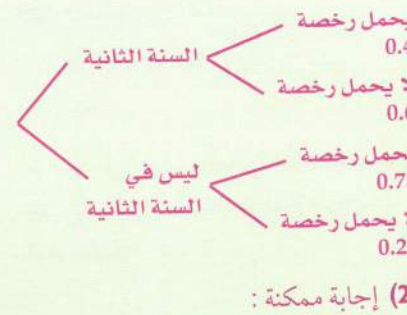 يحمل رخصة
السنة الثانية
لا يحمل رخصة
يحمل رخصة
0.7
ليس في
السنة الثانية
لا يحمل رخصة
0.2
إجابة ممكنة :